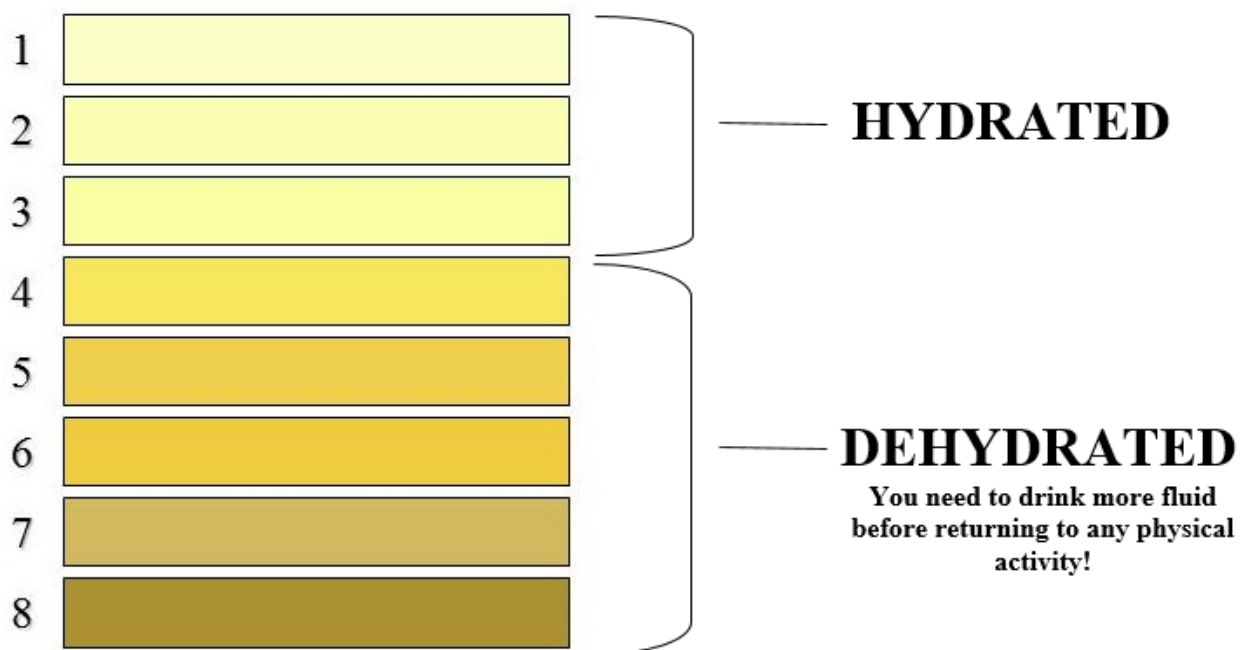 1
2
3
HYDRATED
4
5
6
DEHYDRATED
You need to drink more fluid
before returning to any physical
activity!
7
8